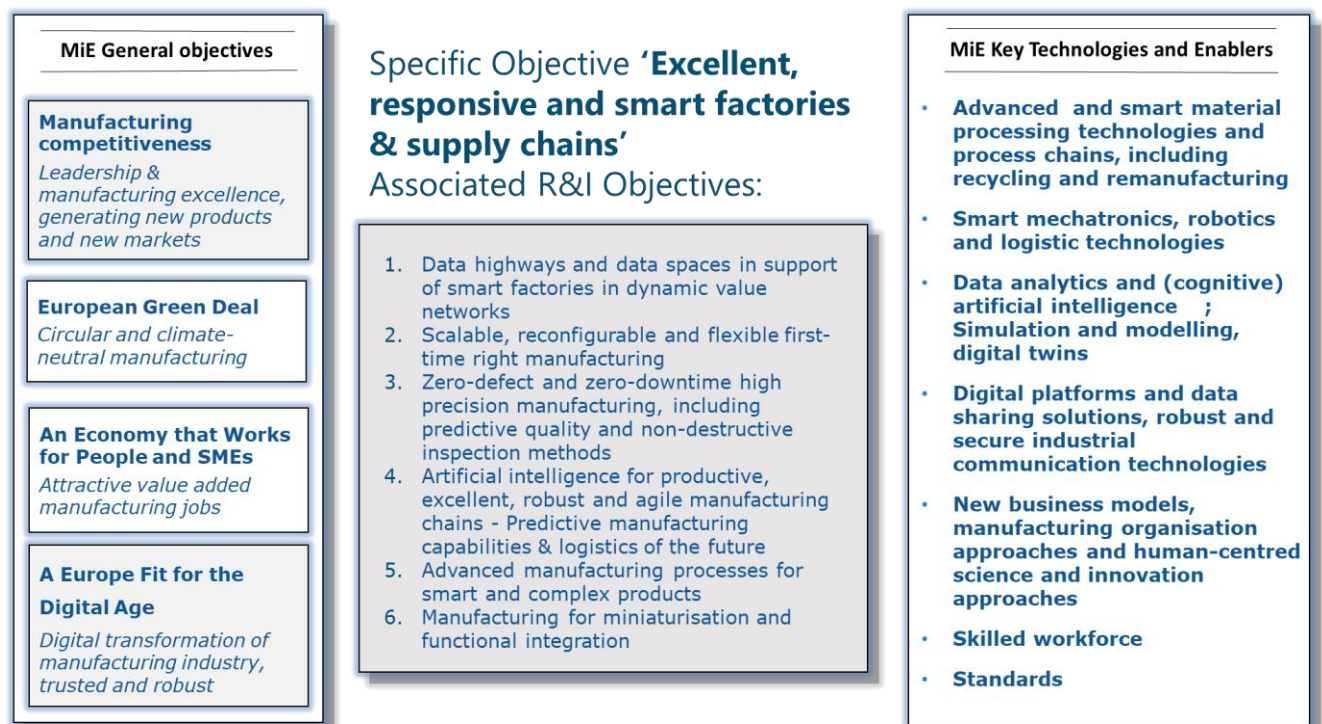 MiE General objectives
Manufacturing
competitiveness
Leadership &
manufacturing excellence,
generating new products
and new markets
European Green Deal
Circular and climate-
neutral manufacturing
An Economy that Works
for People and SMEs
Attractive value added
manufacturing jobs
A Europe Fit for the
Digital Age
Digital transformation of
manufacturing industry,
trusted and robust
Specific Objective ‘Excellent,
responsive and smart factories
& supply chains’
Associated R&I Objectives:
1. Data highways and data spaces in support
of smart factories in dynamic value
networks
2. Scalable, reconfigurable and flexible first-
time right manufacturing
3. Zero-defect and zero-downtime high
precision manufacturing, including
predictive quality and non-destructive
inspection methods
4. Artificial intelligence for productive,
excellent, robust and agile manufacturing
chains - Predictive manufacturing
capabilities & logistics of the future
5. Advanced manufacturing processes for
smart and complex products
6. Manufacturing for miniaturisation and
functional integration
MiE Key Technologies and Enablers
• Advanced and smart material
processing technologies and
process chains, including
recycling and remanufacturing
• Smart mechatronics, robotics
and logistic technologies
• Data analytics and (cognitive)
artificial intelligence ;
Simulation and modelling,
digital twins
• Digital platforms and data
sharing solutions, robust and
secure industrial
communication technologies
• New business models,
manufacturing organisation
approaches and human-centred
science and innovation
approaches
• Skilled workforce
• Standards